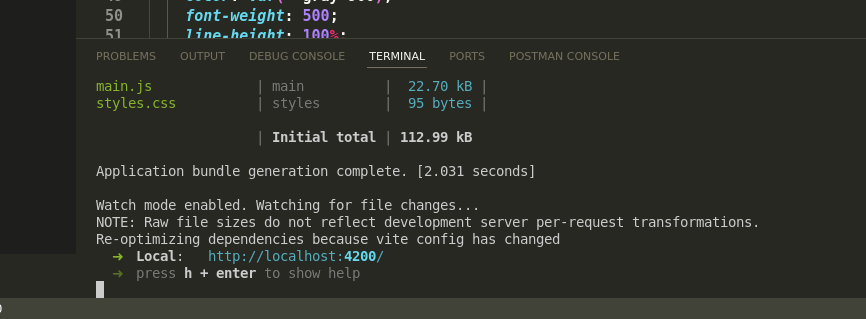 50 font-weight: 500;
51 line-height: 100%;
PROBLEMS OUTPUT DEBUG CONSOLE TERMINAL PORTS POSTMAN CONSOLE
main.js | main | 22.70 kB |
styles.css | styles | 95 bytes |
| Initial total | 112.99 kB
Application bundle generation complete. [2.031 seconds]
Watch mode enabled. Watching for file changes...
NOTE: Raw file sizes do not reflect development server per-request transformations.
Re-optimizing dependencies because vite config has changed
➜ Local: http://localhost:4200/
➜ press h + enter to show help